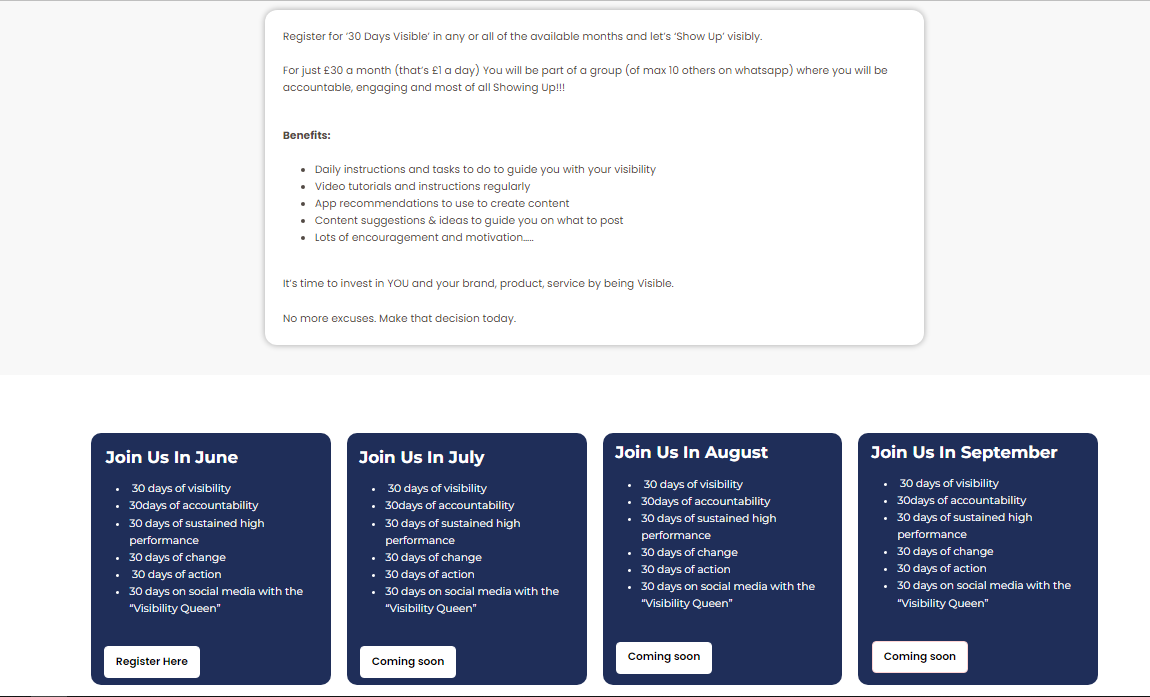 Register for ‘30 Days Visible’ in any or all of the available months and let’s ‘Show Up’ visibly.
For just £30 a month (that’s £1 a day) You will be part of a group (of max 10 others on whatsapp) where you will be
accountable, engaging and most of all Showing Up!!!
Benefits:
• Daily instructions and tasks to do to guide you with your visibility
• Video tutorials and instructions regularly
• App recommendations to use to create content
• Content suggestions & ideas to guide you on what to post
• Lots of encouragement and motivation…..
It’s time to invest in YOU and your brand, product, service by being Visible.
No more excuses. Make that decision today.
Join Us In June
• 30 days of visibility
• 30days of accountability
• 30 days of sustained high
performance
• 30 days of change
• 30 days of action
• 30 days on social media with the
“Visibility Queen”
Register Here
Join Us In July
• 30 days of visibility
• 30days of accountability
• 30 days of sustained high
performance
• 30 days of change
• 30 days of action
• 30 days on social media with the
“Visibility Queen”
Coming soon
Join Us In August
• 30 days of visibility
• 30days of accountability
• 30 days of sustained high
performance
• 30 days of change
• 30 days of action
• 30 days on social media with the
“Visibility Queen”
Coming soon
Join Us In September
• 30 days of visibility
• 30days of accountability
• 30 days of sustained high
performance
• 30 days of change
• 30 days of action
• 30 days on social media with the
“Visibility Queen”
Coming soon